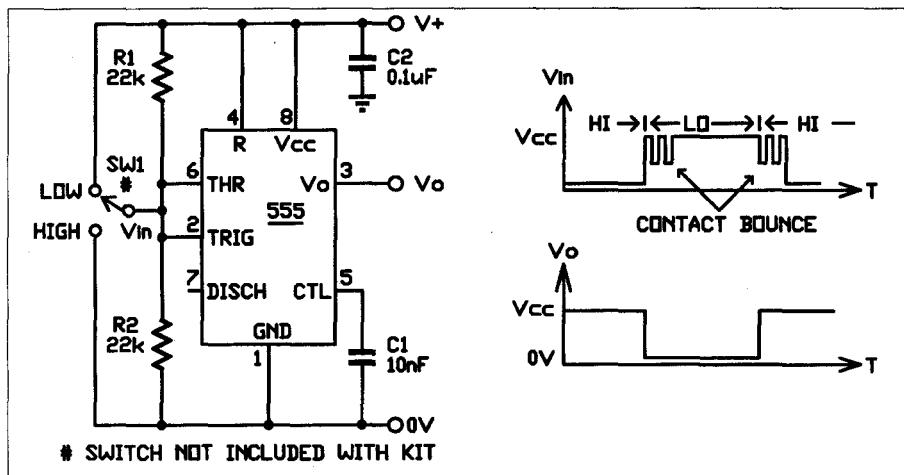 V+
R1
22k
C2
0.1uF
4
8
R
Vcc
SW1
#
LOW
HIGH
Vin
6
THR
Vo
3
Vo
555
2
TRIG
7
DISCH
CTL
5
GND
1
R2
22k
C1
10nF
0V
# SWITCH NOT INCLUDED WITH KIT
Vin
Vcc
HI
LO
HI
T
CONTACT BOUNCE
Vo
Vcc
0V
T